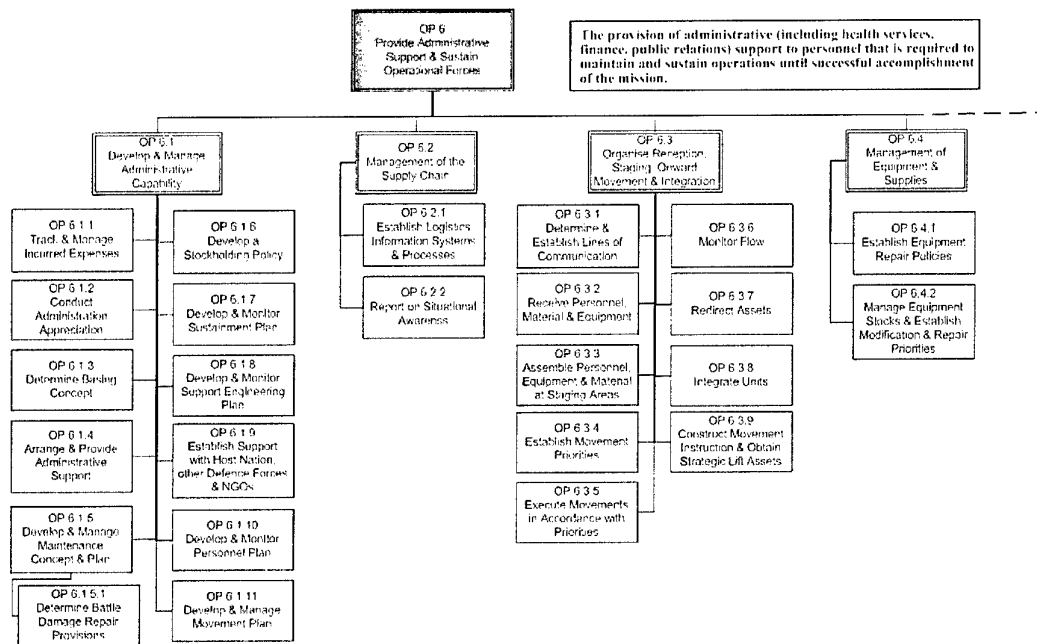 OP 6
Provide Administrative
Support & Sustain
Operational Forces
The provision of administrative (including health services,
finance, public relations) support to personnel that is required to
maintain and sustain operations until successful accomplishment
of the mission.
OP 6.1
Develop & Manage
Administrative
Capability
OP 6.2
Management of the
Supply Chain
OP 6.3
Organise Reception,
Staging, Onward
Movement & Integration
OP 6.4
Management of
Equipment &
Supplies
OP 6.1.1
Track & Manage
Incurred Expenses
OP 6.1.2
Conduct
Administration
Appreciation
OP 6.1.3
Determine Basing
Concept
OP 6.1.4
Arrange & Provide
Administrative
Support
OP 6.1.5
Develop & Manage
Maintenance
Concept & Plan
OP 6.1.5.1
Determine Battle
Damage Repair
Provisions
OP 6.1.6
Develop a
Stockholding Policy
OP 6.1.7
Develop & Monitor
Sustainment Plan
OP 6.1.8
Develop & Monitor
Support Engineering
Plan
OP 6.1.9
Establish Support
with Host Nation,
other Defence Forces
& NGOs
OP 6.1.10
Develop & Monitor
Personnel Plan
OP 6.1.11
Develop & Manage
Movement Plan
OP 6.2.1
Establish Logistics
Information Systems
& Processes
OP 6.2.2
Report on Situational
Awareness
OP 6.3.1
Determine &
Establish Lines of
Communication
OP 6.3.2
Receive Personnel,
Material & Equipment
OP 6.3.3
Assemble Personnel,
Equipment & Material
at Staging Areas
OP 6.3.4
Establish Movement
Priorities
OP 6.3.5
Execute Movements
in Accordance with
Priorities
OP 6.3.6
Monitor Flow
OP 6.3.7
Redirect Assets
OP 6.3.8
Integrate Units
OP 6.3.9
Construct Movement
Instruction & Obtain
Strategic Lift Assets
OP 6.4.1
Establish Equipment
Repair Policies
OP 6.4.2
Manage Equipment
Stocks & Establish
Modification & Repair
Priorities